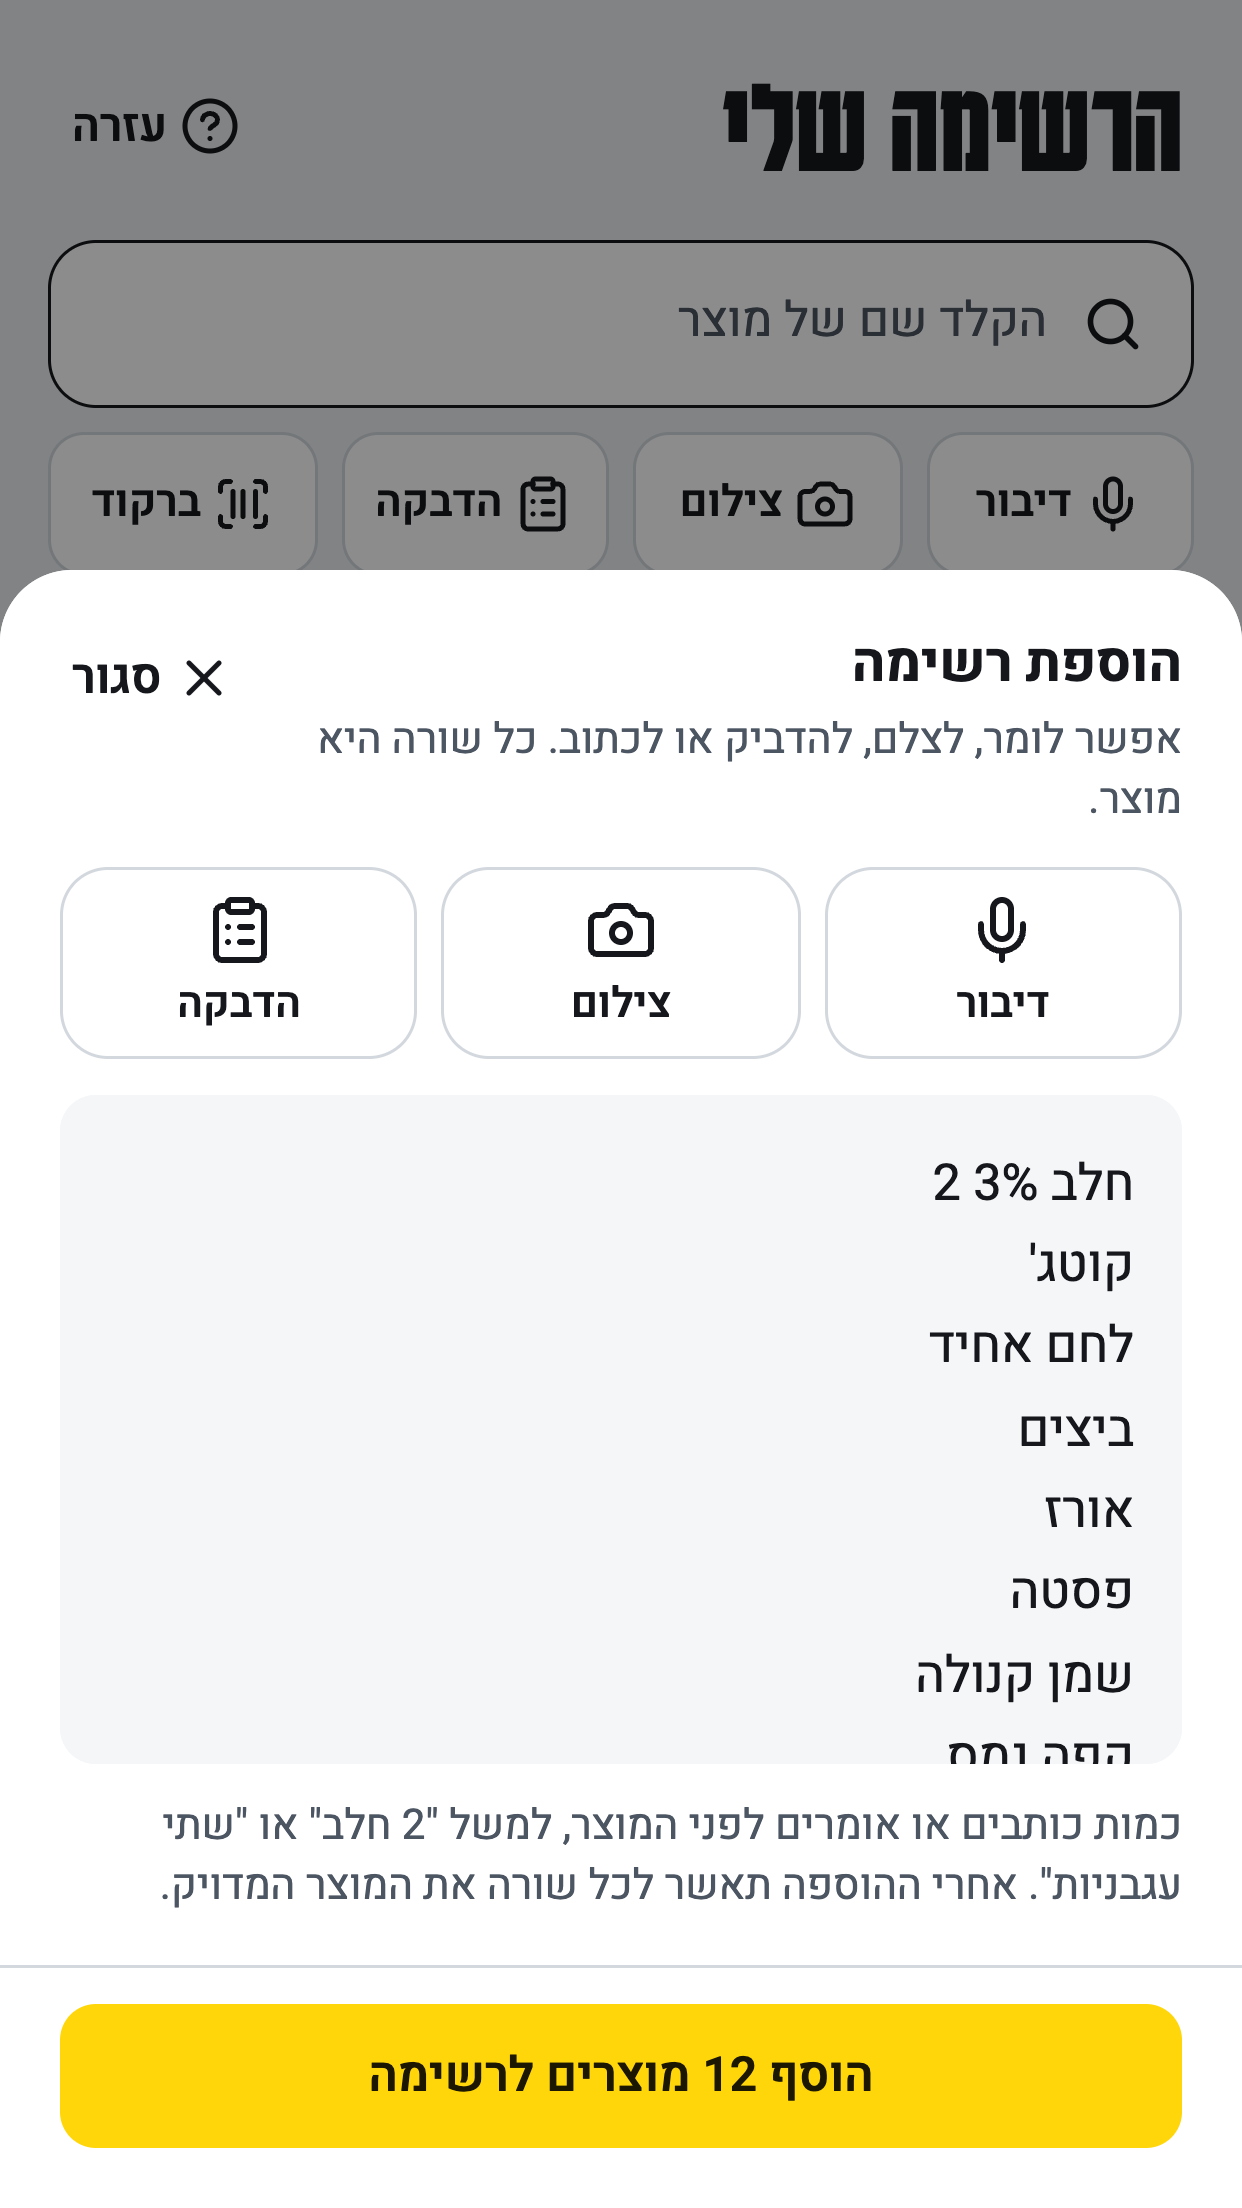 הרשימה שלי
עזרה
הקלד שם של מוצר
דיבור
צילום
הדבקה
ברקוד
הוספת רשימה
סגור
אפשר לומר, לצלם, להדביק או לכתוב. כל שורה היא
מוצר.
דיבור
צילום
הדבקה
חלב 3% 2
קוטג'
לחם אחיד
ביצים
אורז
פסטה
שמן קנולה
קפה נמס
כמות כותבים או אומרים לפני המוצר, למשל "2 חלב" או "שתי
עגבניות". אחרי ההוספה תאשר לכל שורה את המוצר המדויק.
הוסף 12 מוצרים לרשימה